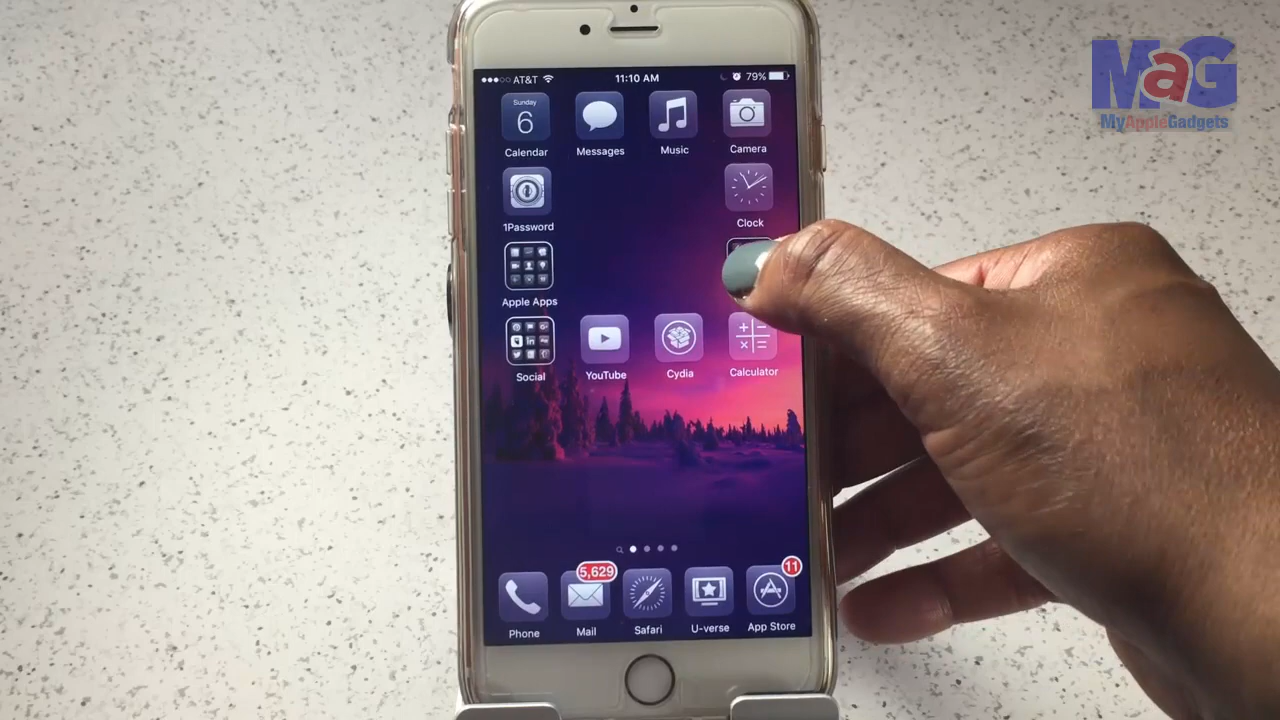 MaG
MyAppleGadgets
AT&T 11:10 AM 79%
Sunday
6
Calendar Messages Music Camera
1Password Clock
Apple Apps
Social YouTube Cydia Calculator
5,629 11
Phone Mail Safari U-verse App Store